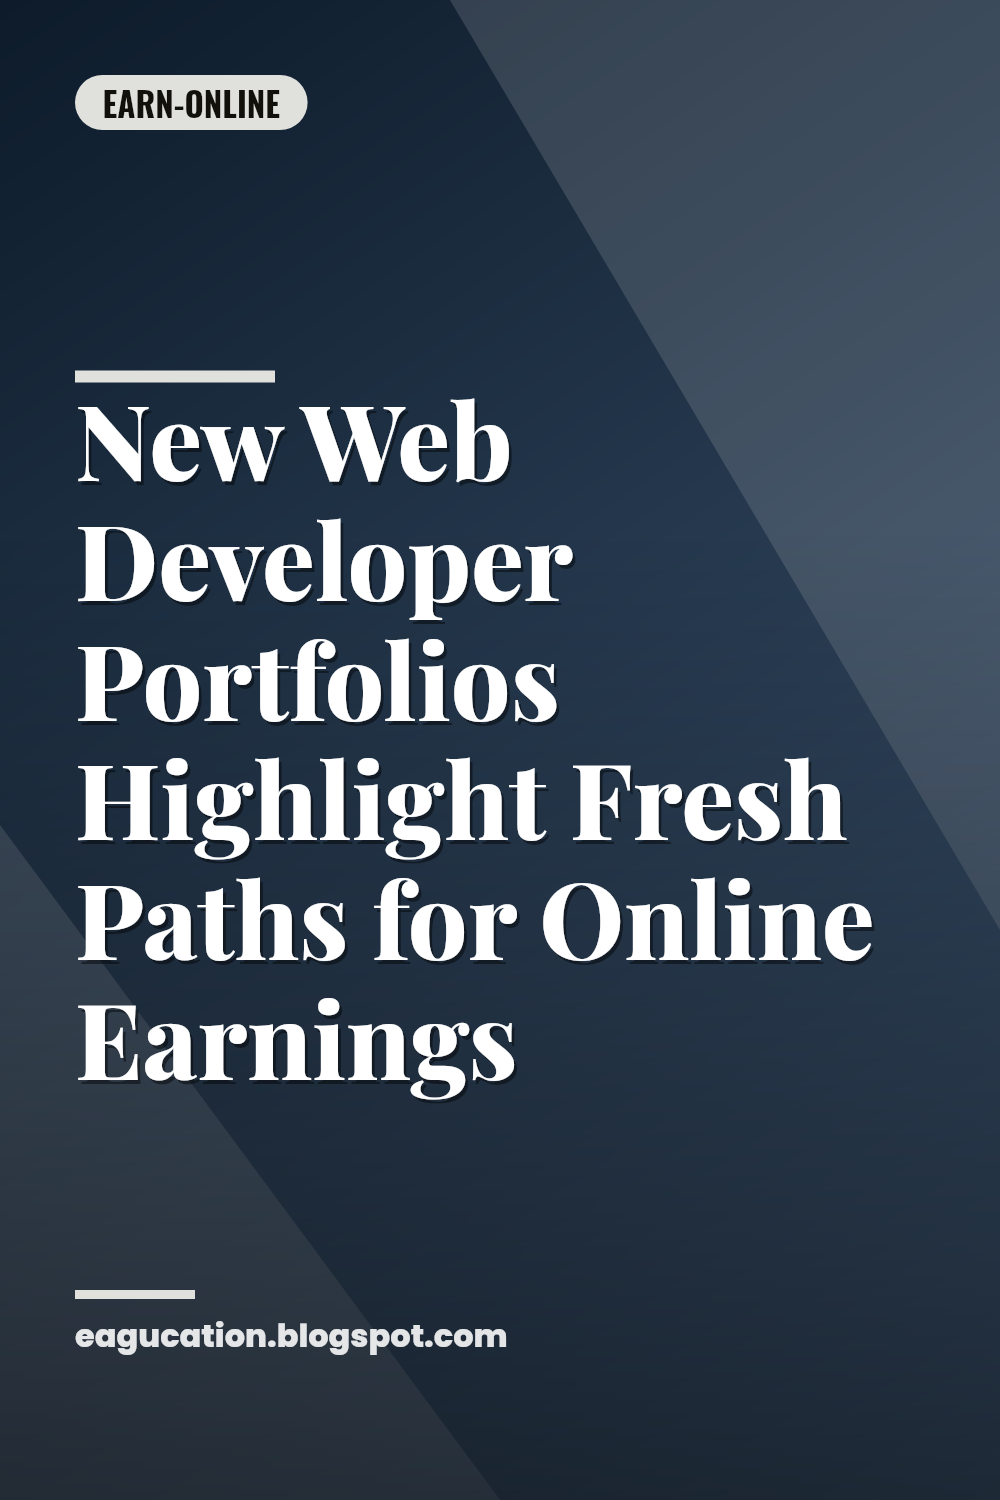 EARN-ONLINE
New Web
Developer
Portfolios
Highlight Fresh
Paths for Online
Earnings
eagucation.blogspot.com